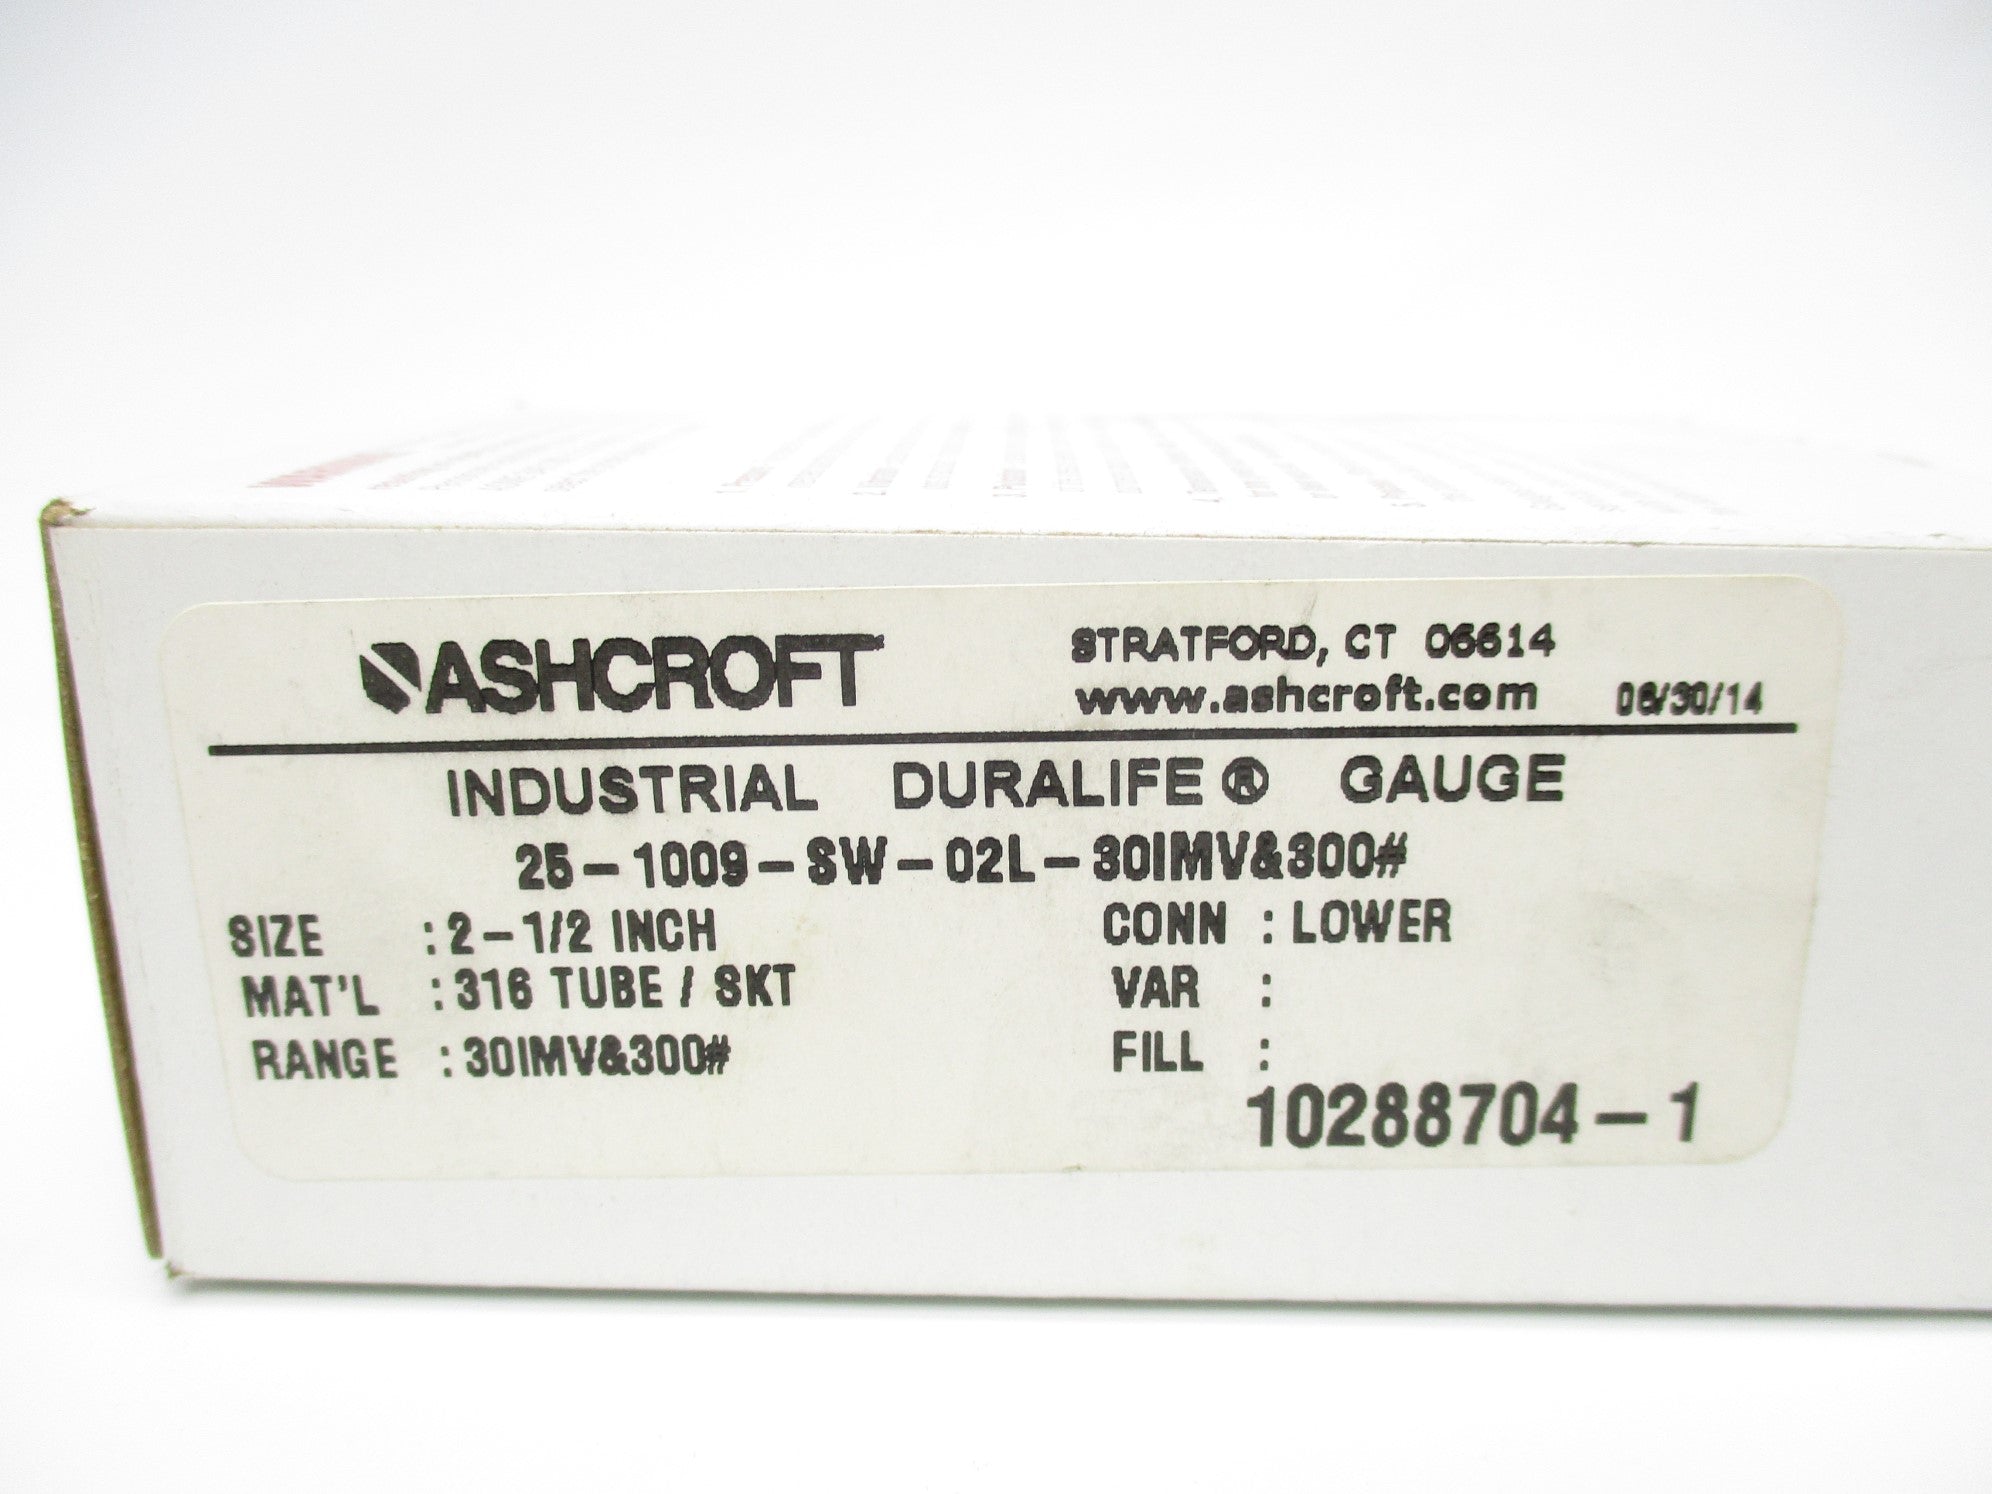 ASHCROFT
STRATFORD, CT 06614
www.ashcroft.com 06/30/14
INDUSTRIAL DURALIFE® GAUGE
25-1009-SW-02L-30IMV&300#
SIZE : 2-1/2 INCH CONN : LOWER
MAT'L : 316 TUBE / SKT VAR :
RANGE : 30IMV&300# FILL :
10288704-1